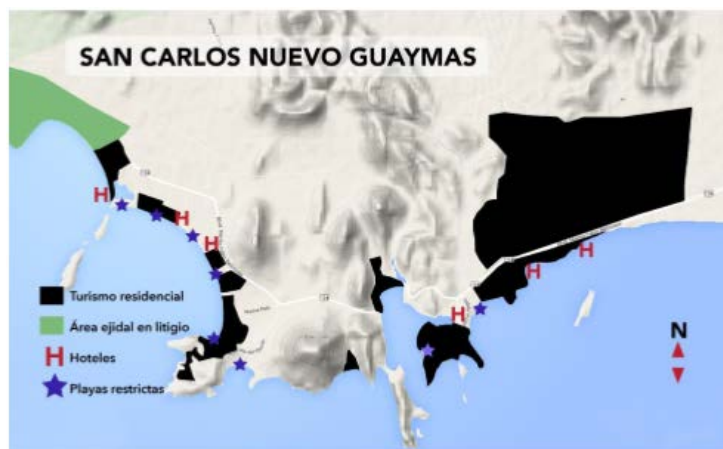 SAN CARLOS NUEVO GUAYMAS
H
H
H
H
H
H
Turismo residencial
Área ejidal en litigio
H Hoteles
Playas restrictas
N